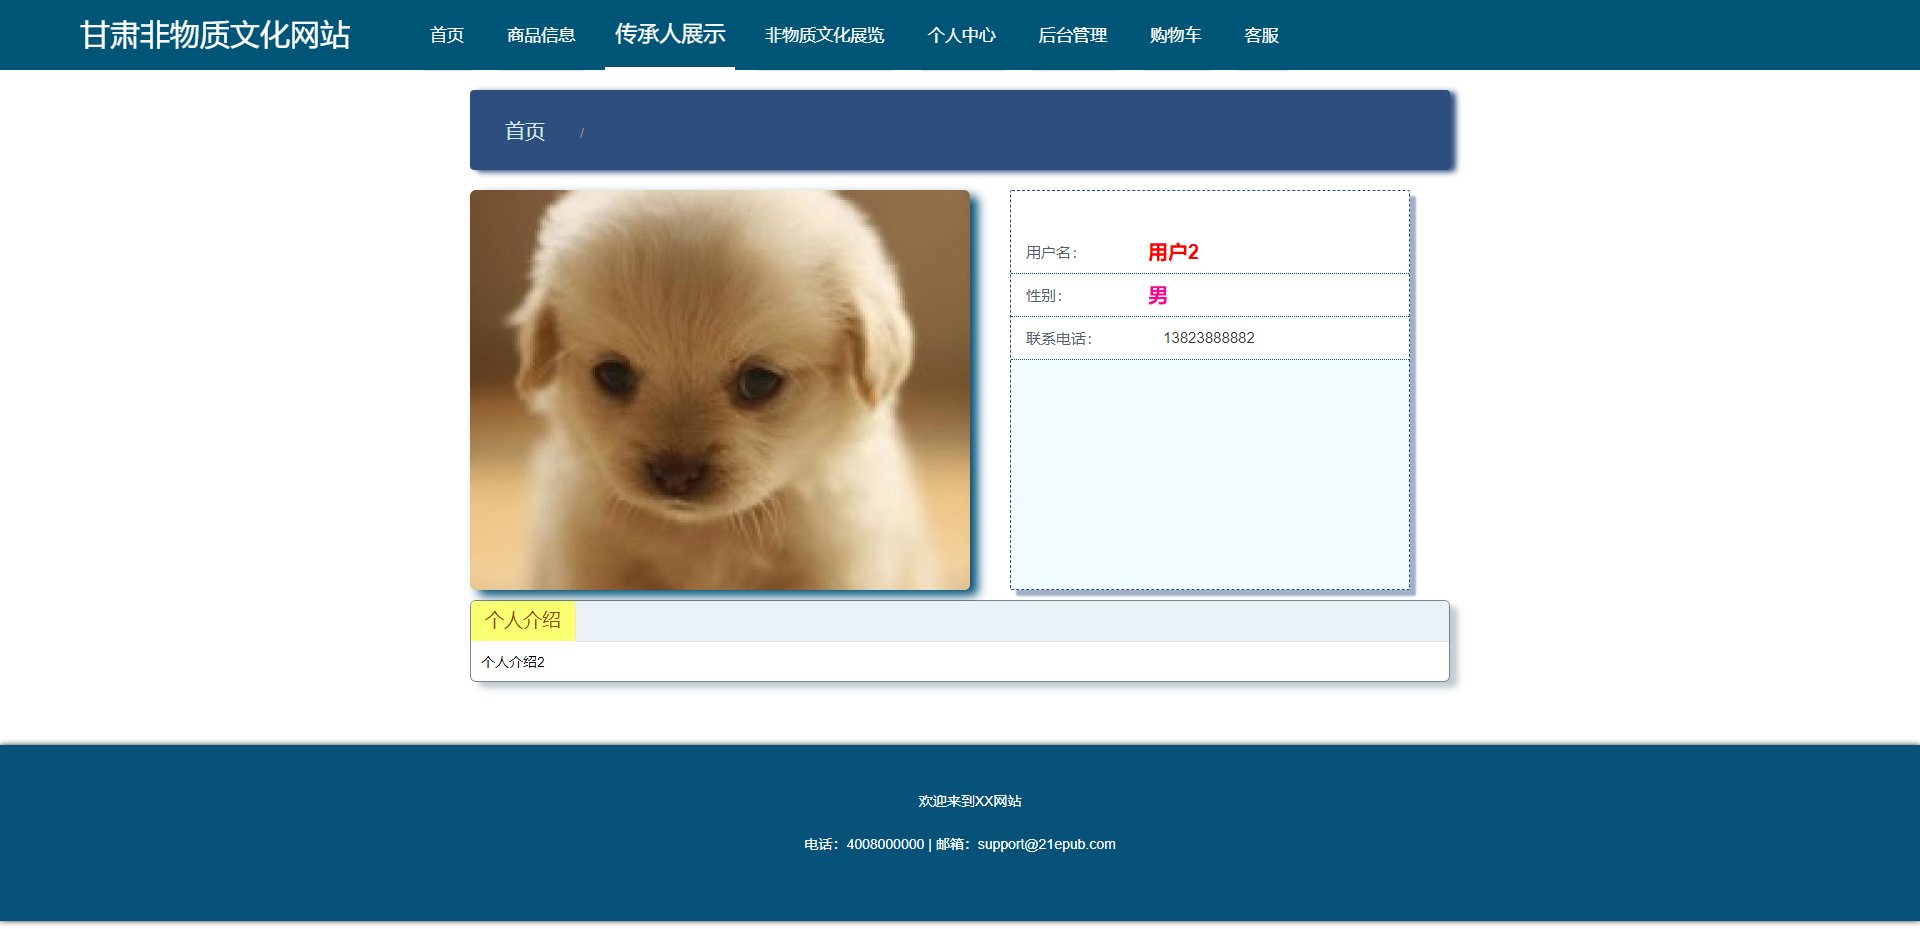 甘肃非物质文化网站 首页 商品信息 传承人展示 非物质文化展览 个人中心 后台管理 购物车 客服
首页 /
用户名： 用户2
性别： 男
联系电话： 13823888882
个人介绍
个人介绍2
欢迎来到XX网站
电话：4008000000 | 邮箱：support@21epub.com